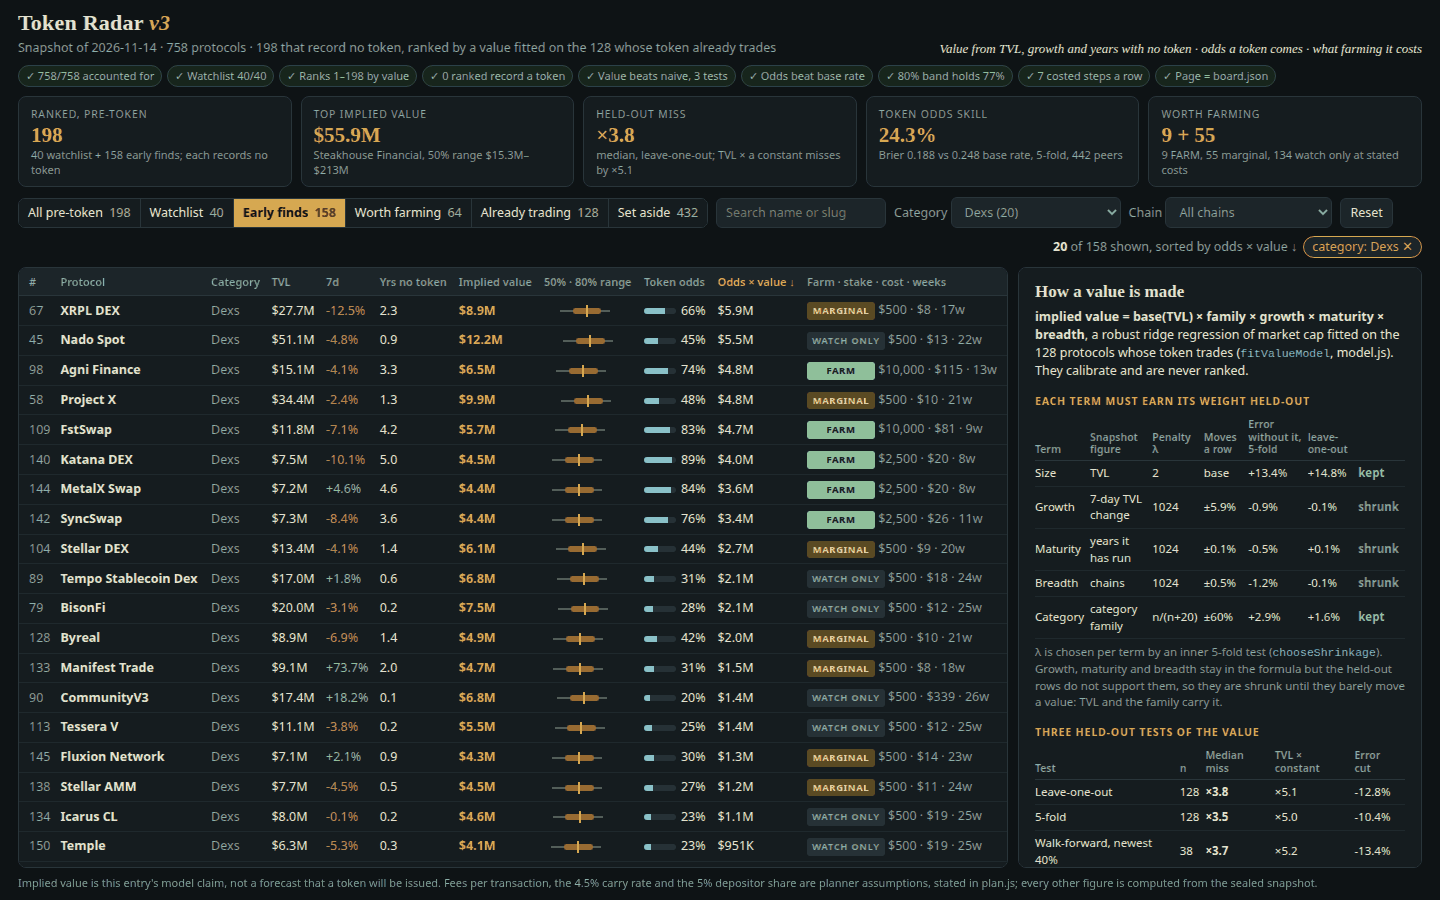 Token Radar v3
Snapshot of 2026-11-14 · 758 protocols · 198 that record no token, ranked by a value fitted on the 128 whose token already trades
Value from TVL, growth and years with no token · odds a token comes · what farming it costs
✓ 758/758 accounted for ✓ Watchlist 40/40 ✓ Ranks 1–198 by value ✓ 0 ranked record a token ✓ Value beats naive, 3 tests ✓ Odds beat base rate ✓ 80% band holds 77% ✓ 7 costed steps a row ✓ Page = board.json
RANKED, PRE-TOKEN
198
40 watchlist + 158 early finds; each records no
token
TOP IMPLIED VALUE
$55.9M
Steakhouse Financial, 50% range $15.3M–
$213M
HELD-OUT MISS
×3.8
median, leave-one-out; TVL × a constant misses
by ×5.1
TOKEN ODDS SKILL
24.3%
Brier 0.188 vs 0.248 base rate, 5-fold, 442 peers
WORTH FARMING
9 + 55
9 FARM, 55 marginal, 134 watch only at stated
costs
All pre-token 198 Watchlist 40 Early finds 158 Worth farming 64 Already trading 128 Set aside 432 Search name or slug Category Dexs (20) Chain All chains Reset
20 of 158 shown, sorted by odds × value ↓ category: Dexs ✕
# Protocol Category TVL 7d Yrs no token Implied value 50% · 80% range Token odds Odds × value ↓ Farm · stake · cost · weeks
67 XRPL DEX Dexs $27.7M -12.5% 2.3 $8.9M 66% $5.9M MARGINAL $500 · $8 · 17w
45 Nado Spot Dexs $51.1M -4.8% 0.9 $12.2M 45% $5.5M WATCH ONLY $500 · $13 · 22w
98 Agni Finance Dexs $15.1M -4.1% 3.3 $6.5M 74% $4.8M FARM $10,000 · $115 · 13w
58 Project X Dexs $34.4M -2.4% 1.3 $9.9M 48% $4.8M MARGINAL $500 · $10 · 21w
109 FstSwap Dexs $11.8M -7.1% 4.2 $5.7M 83% $4.7M FARM $10,000 · $81 · 9w
140 Katana DEX Dexs $7.5M -10.1% 5.0 $4.5M 89% $4.0M FARM $2,500 · $20 · 8w
144 MetalX Swap Dexs $7.2M +4.6% 4.6 $4.4M 84% $3.6M FARM $2,500 · $20 · 8w
142 SyncSwap Dexs $7.3M -8.4% 3.6 $4.4M 76% $3.4M FARM $2,500 · $26 · 11w
104 Stellar DEX Dexs $13.4M -4.1% 1.4 $6.1M 44% $2.7M MARGINAL $500 · $9 · 20w
89 Tempo Stablecoin Dex Dexs $17.0M +1.8% 0.6 $6.8M 31% $2.1M WATCH ONLY $500 · $18 · 24w
79 BisonFi Dexs $20.0M -3.1% 0.2 $7.5M 28% $2.1M WATCH ONLY $500 · $12 · 25w
128 Byreal Dexs $8.9M -6.9% 1.4 $4.9M 42% $2.0M MARGINAL $500 · $10 · 21w
133 Manifest Trade Dexs $9.1M +73.7% 2.0 $4.7M 31% $1.5M MARGINAL $500 · $8 · 18w
90 CommunityV3 Dexs $17.4M +18.2% 0.1 $6.8M 20% $1.4M WATCH ONLY $500 · $339 · 26w
113 Tessera V Dexs $11.1M -3.8% 0.2 $5.5M 25% $1.4M WATCH ONLY $500 · $12 · 25w
145 Fluxion Network Dexs $7.1M +2.1% 0.9 $4.3M 30% $1.3M MARGINAL $500 · $14 · 23w
138 Stellar AMM Dexs $7.7M -4.5% 0.5 $4.5M 27% $1.2M MARGINAL $500 · $11 · 24w
134 Icarus CL Dexs $8.0M -0.1% 0.2 $4.6M 23% $1.1M WATCH ONLY $500 · $19 · 25w
150 Temple Dexs $6.3M -5.3% 0.3 $4.1M 23% $951K WATCH ONLY $500 · $19 · 25w
How a value is made
implied value = base(TVL) × family × growth × maturity ×
breadth, a robust ridge regression of market cap fitted on the
128 protocols whose token trades (fitValueModel, model.js).
They calibrate and are never ranked.
EACH TERM MUST EARN ITS WEIGHT HELD-OUT
Term Snapshot figure Penalty λ Moves a row Error without it, 5-fold leave-one-out
Size TVL 2 base +13.4% +14.8% kept
Growth 7-day TVL change 1024 ±5.9% -0.9% -0.1% shrunk
Maturity years it has run 1024 ±0.1% -0.5% +0.1% shrunk
Breadth chains 1024 ±0.5% -1.2% -0.1% shrunk
Category category family n/(n+20) ±60% +2.9% +1.6% kept
λ is chosen per term by an inner 5-fold test (chooseShrinkage).
Growth, maturity and breadth stay in the formula but the held-out
rows do not support them, so they are shrunk until they barely move
a value: TVL and the family carry it.
THREE HELD-OUT TESTS OF THE VALUE
Test n Median miss TVL × constant Error cut
Leave-one-out 128 ×3.8 ×5.1 -12.8%
5-fold 128 ×3.5 ×5.0 -10.4%
Walk-forward, newest 40% 38 ×3.7 ×5.2 -13.4%
Implied value is this entry's model claim, not a forecast that a token will be issued. Fees per transaction, the 4.5% carry rate and the 5% depositor share are planner assumptions, stated in plan.js; every other figure is computed from the sealed snapshot.